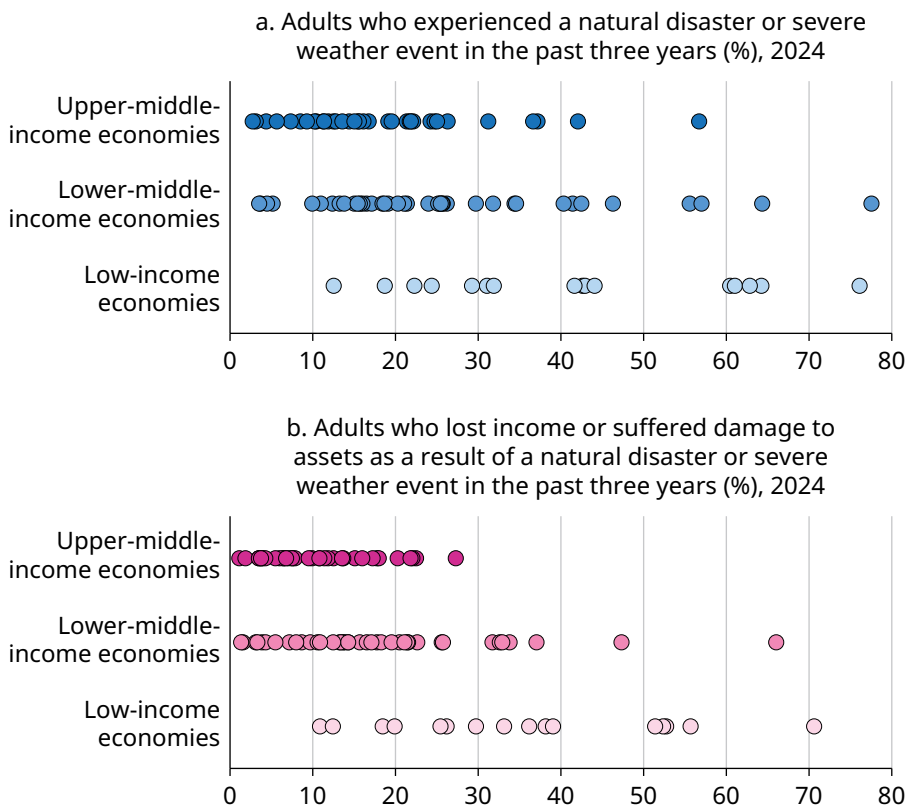 a. Adults who experienced a natural disaster or severe
weather event in the past three years (%), 2024
Upper-middle-
income economies
Lower-middle-
income economies
Low-income
economies
0 10 20 30 40 50 60 70 80
b. Adults who lost income or suffered damage to
assets as a result of a natural disaster or severe
weather event in the past three years (%), 2024
Upper-middle-
income economies
Lower-middle-
income economies
Low-income
economies
0 10 20 30 40 50 60 70 80